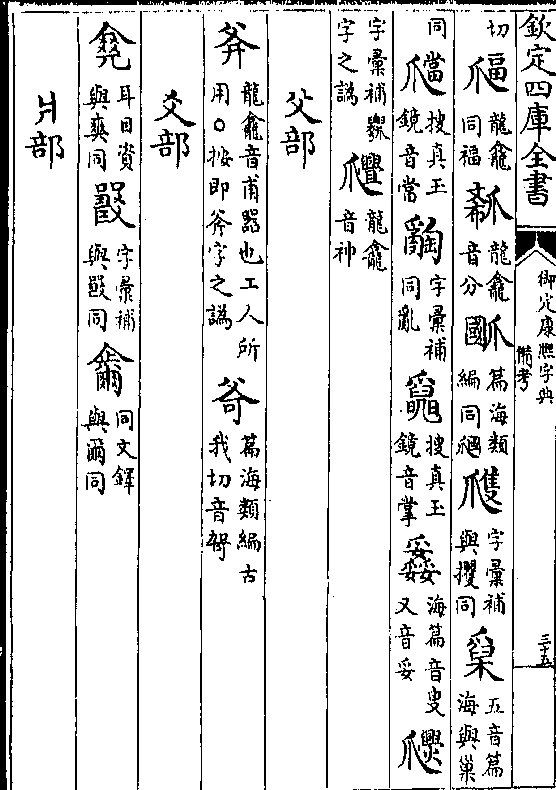 欽定四庫全書
御定康熙字典
備考
三十五
切 龍龕同福 龍龕音分 篇海類編同 字彙補與攫同 五音篇海與巢
同 搜真玉鏡音常 字彙補同亂 搜真玉鏡音掌 海篇音叟又音妥
字彙補 字之譌 龍龕音神
父部
龍龕音甫噐也工人所用○按即斧字之譌 篇海類編古我切音哿
爻部
耳目資與爽同 字彙補與 同 同文鐸與爾同
爿部